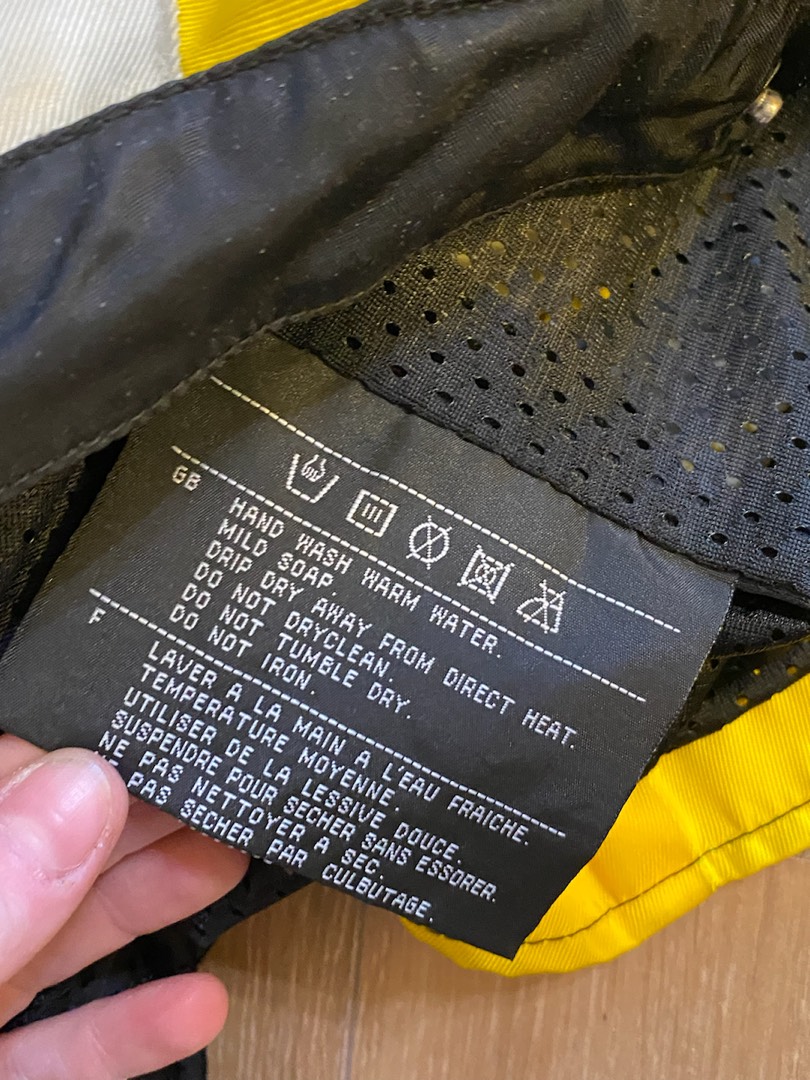 GB
HAND WASH WARM WATER.
MILD SOAP.
DRIP DRY AWAY FROM DIRECT HEAT.
DO NOT DRYCLEAN.
DO NOT TUMBLE DRY.
DO NOT IRON
F
LAVER A LA MAIN A L'EAU FRAICHE.
TEMPERATURE MOYENNE.
UTILISER DE LA LESSIVE DOUCE.
SUSPENDRE POUR SECHER SANS ESSORER.
NE PAS NETTOYER A SEC.
PAS SECHER PAR CULBUTAGE.